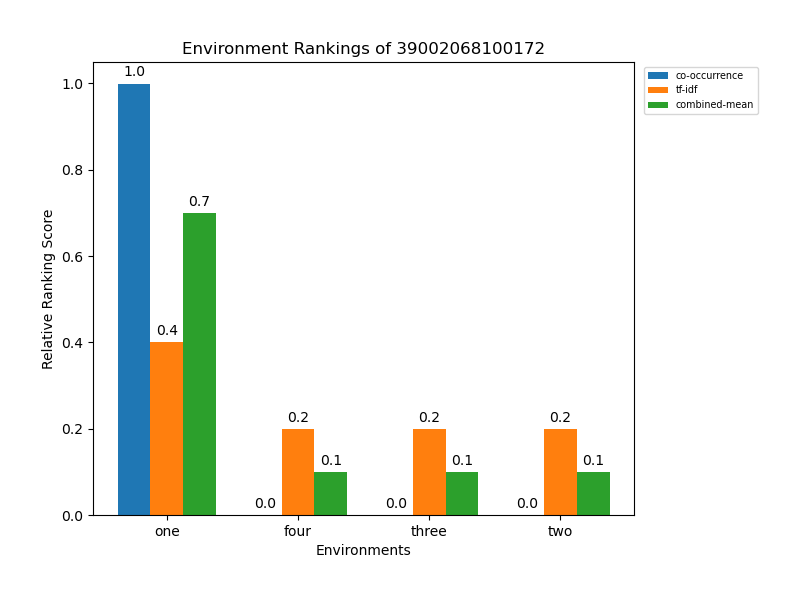 Environment Rankings of 39002068100172
co-occurrence
tf-idf
combined-mean
Relative Ranking Score
1.0
0.8
0.6
0.4
0.2
0.0
1.0
0.4
0.7
0.0
0.2
0.1
0.0
0.2
0.1
0.0
0.2
0.1
one four three two
Environments